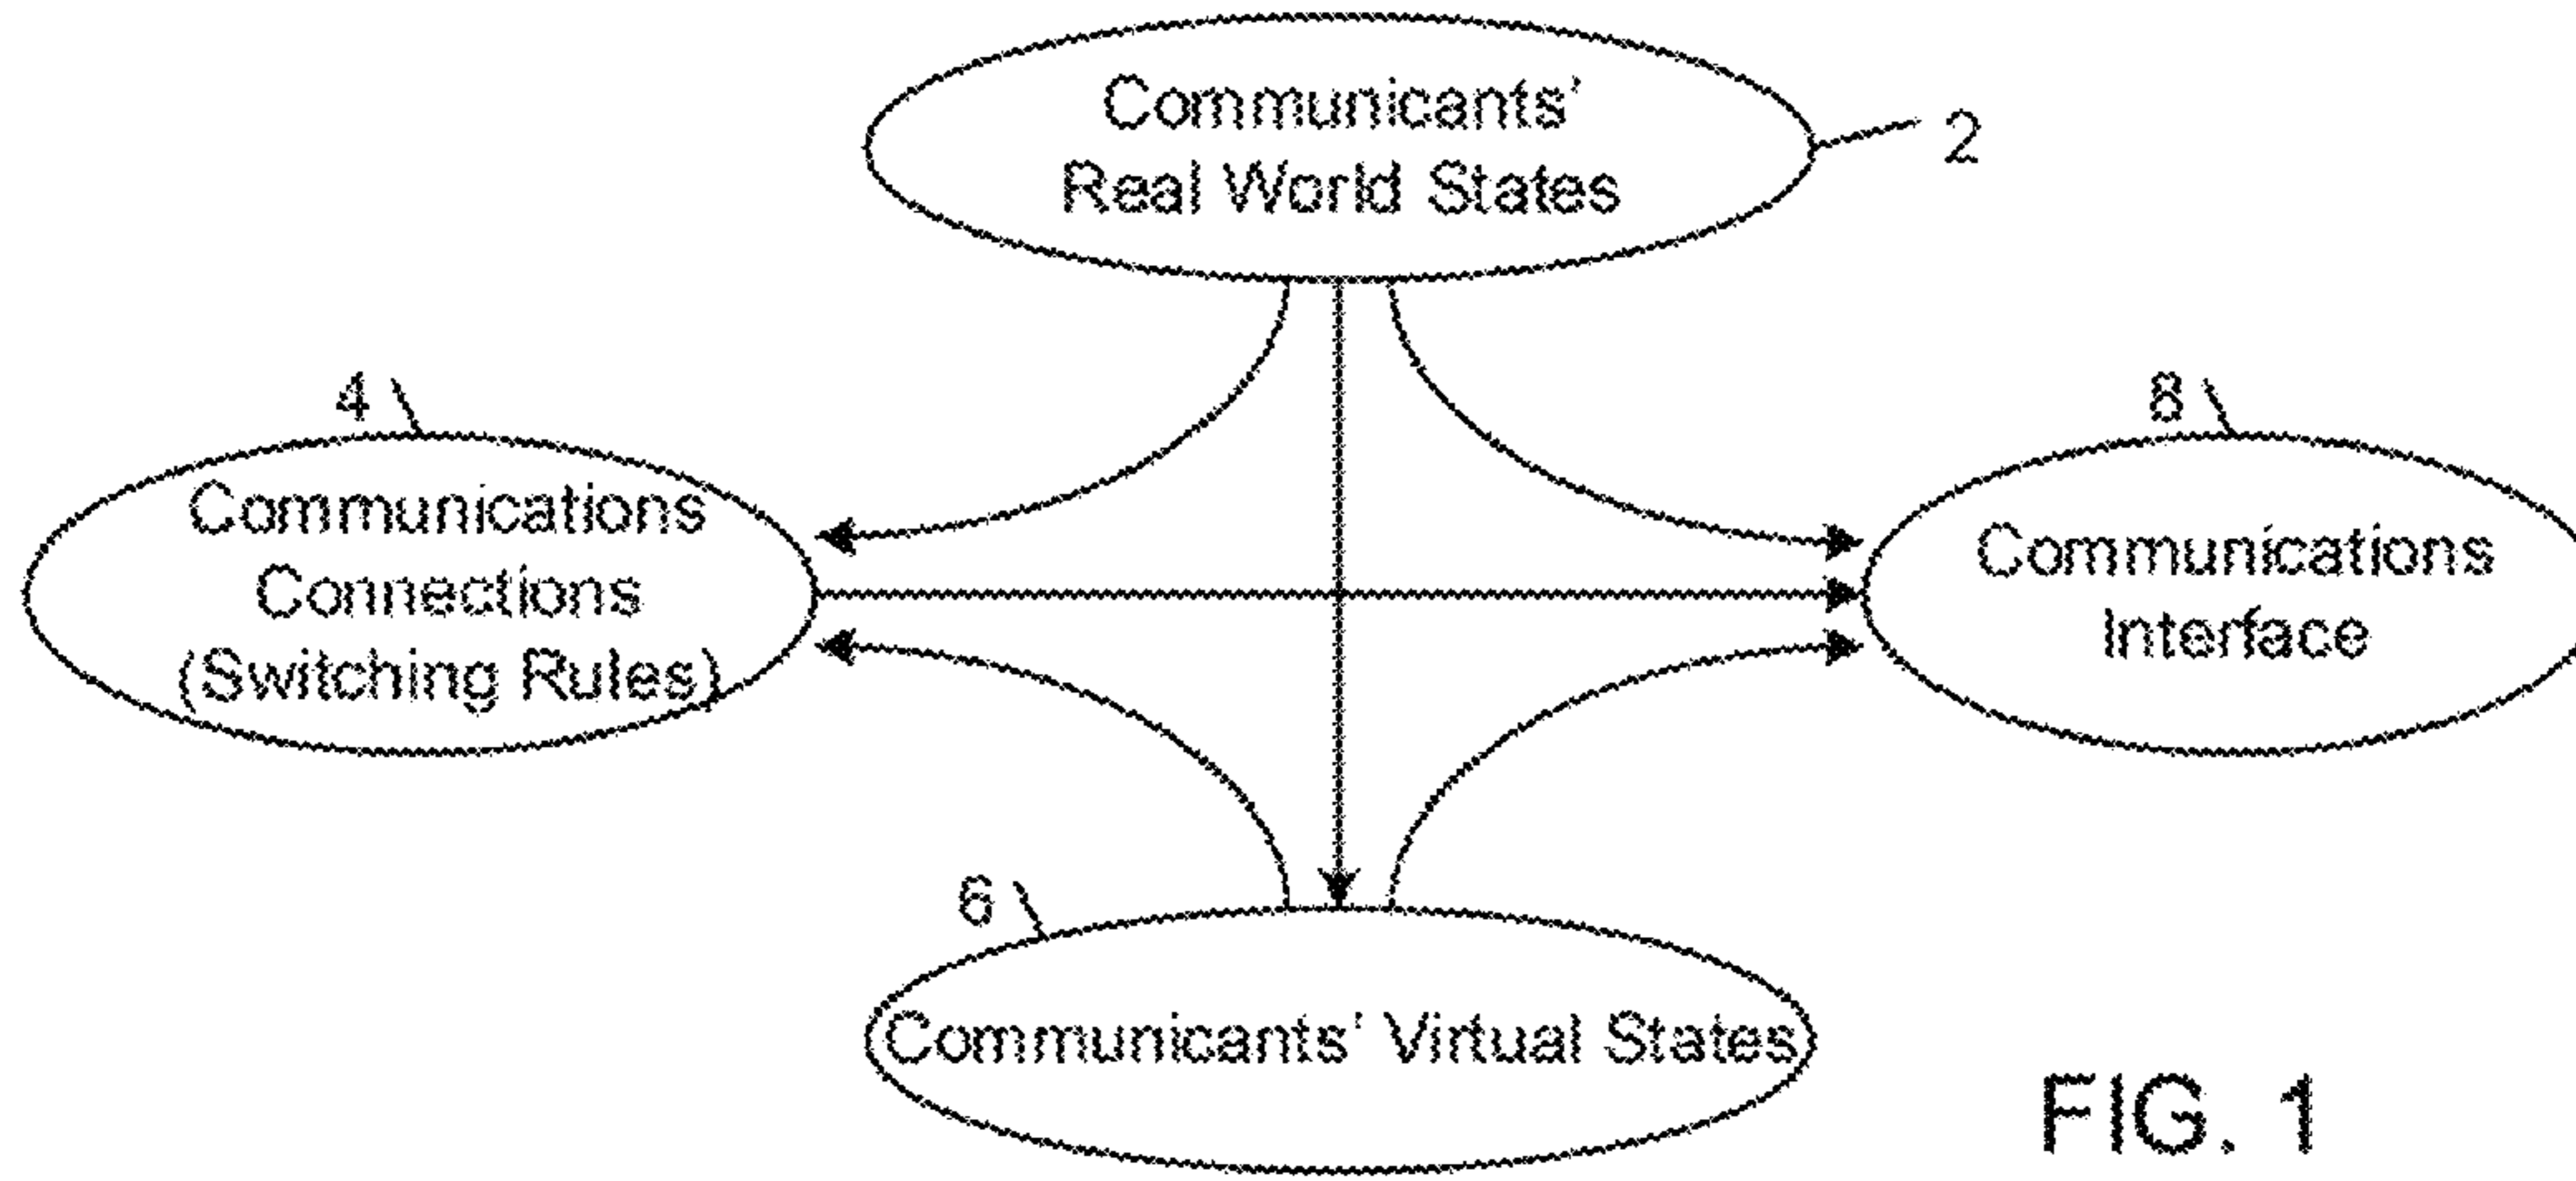 Communicants'
Real World States
2
4
8
Communications
Connections
(Switching Rules)
Communications
Interface
6
Communicants' Virtual States
FIG. 1